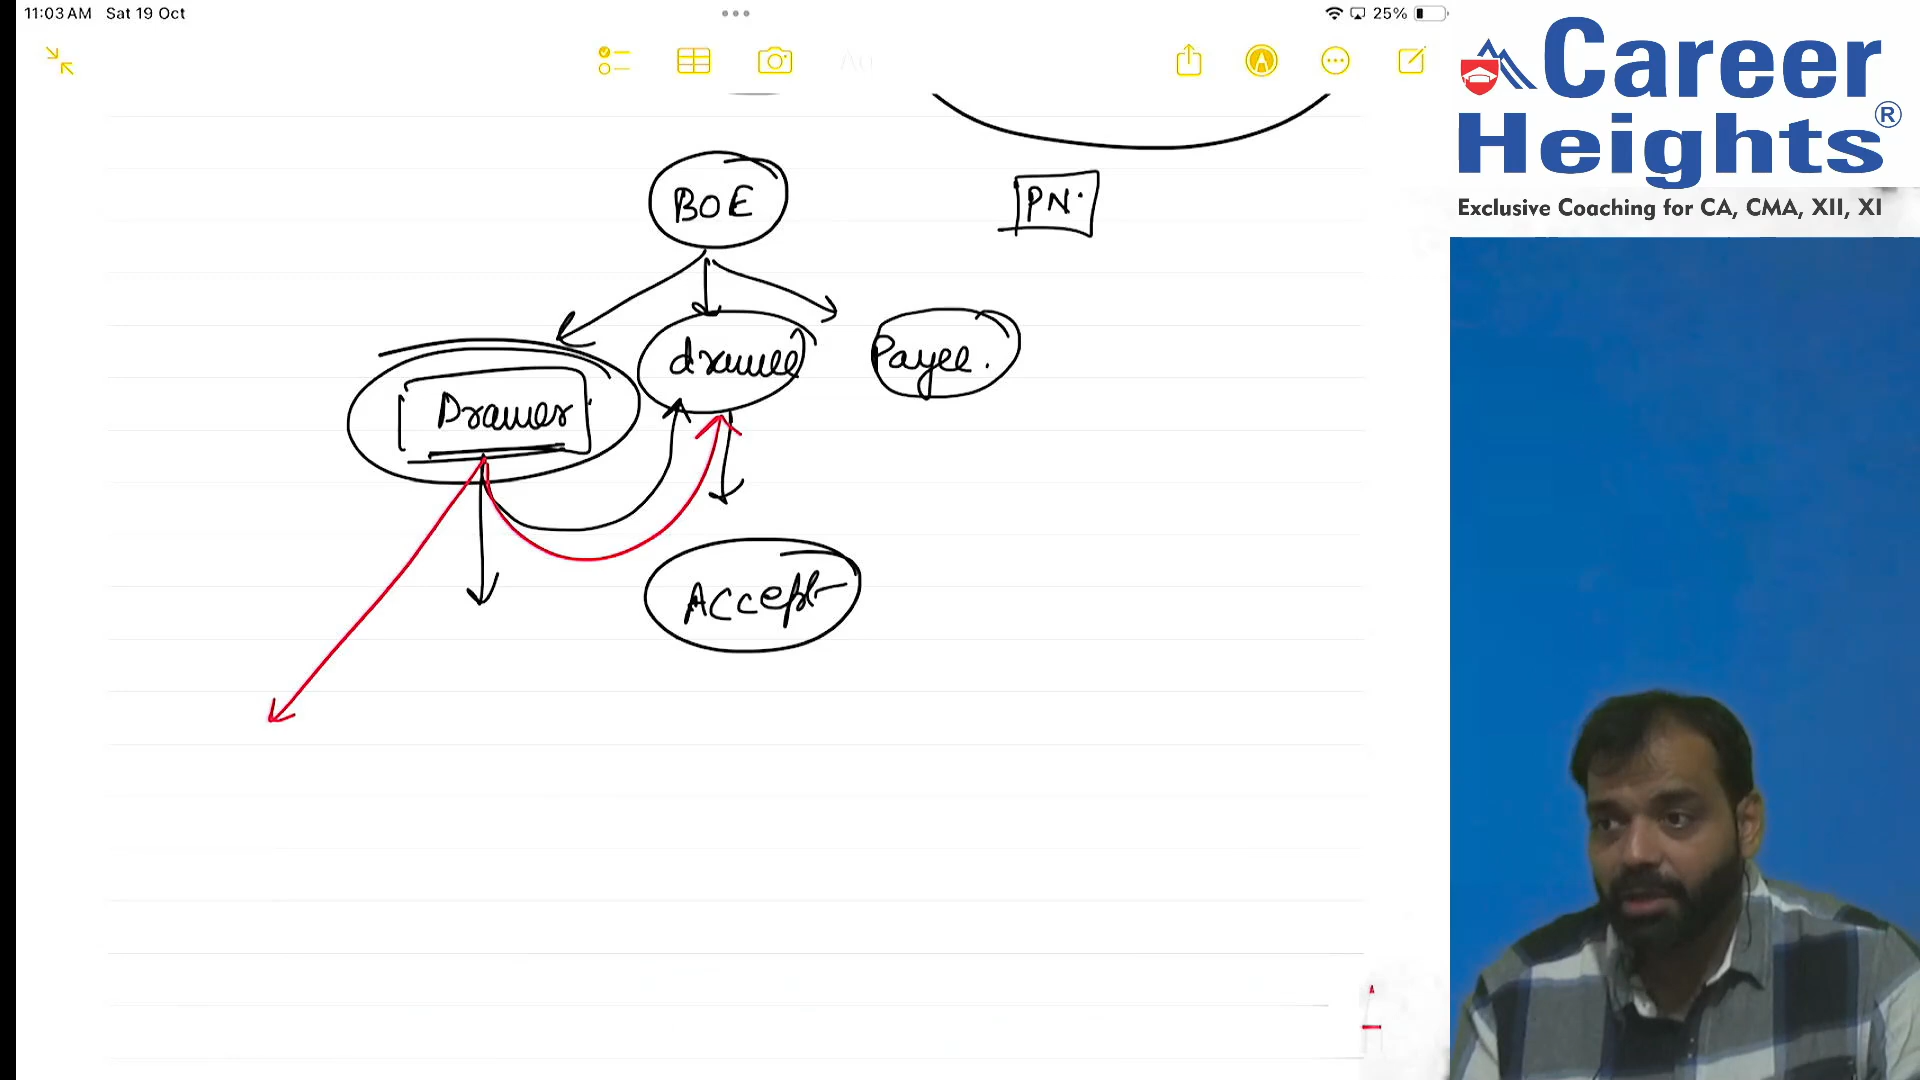 11:03 AM Sat 19 Oct
25%
Aa
Career
Heights®
Exclusive Coaching for CA, CMA, XII, XI
BOE
PN.
drawee
Payee.
Drawer
Accept